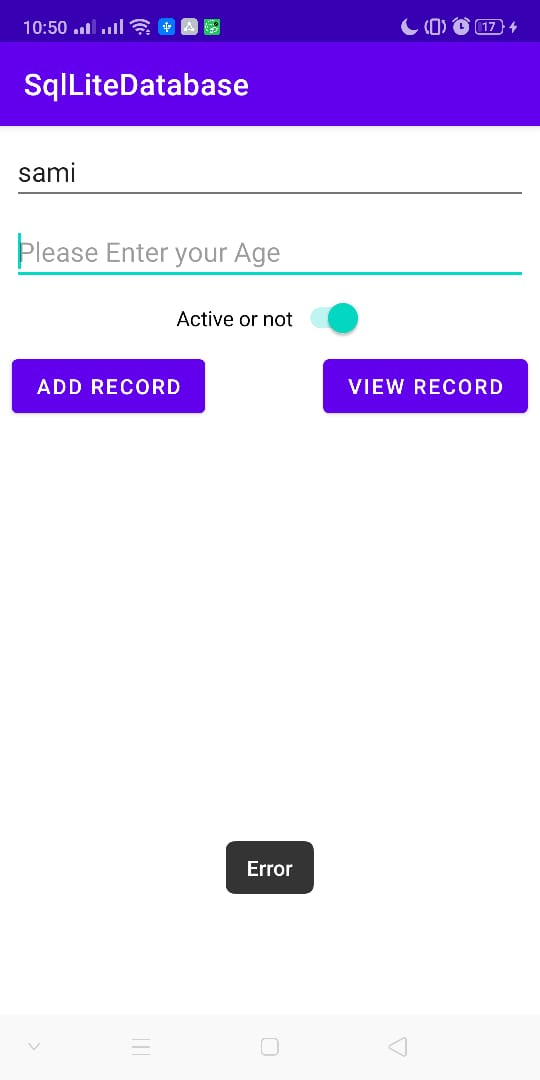 10:50 17
SqlLiteDatabase
sami
Please Enter your Age
Active or not
ADD RECORD VIEW RECORD
Error